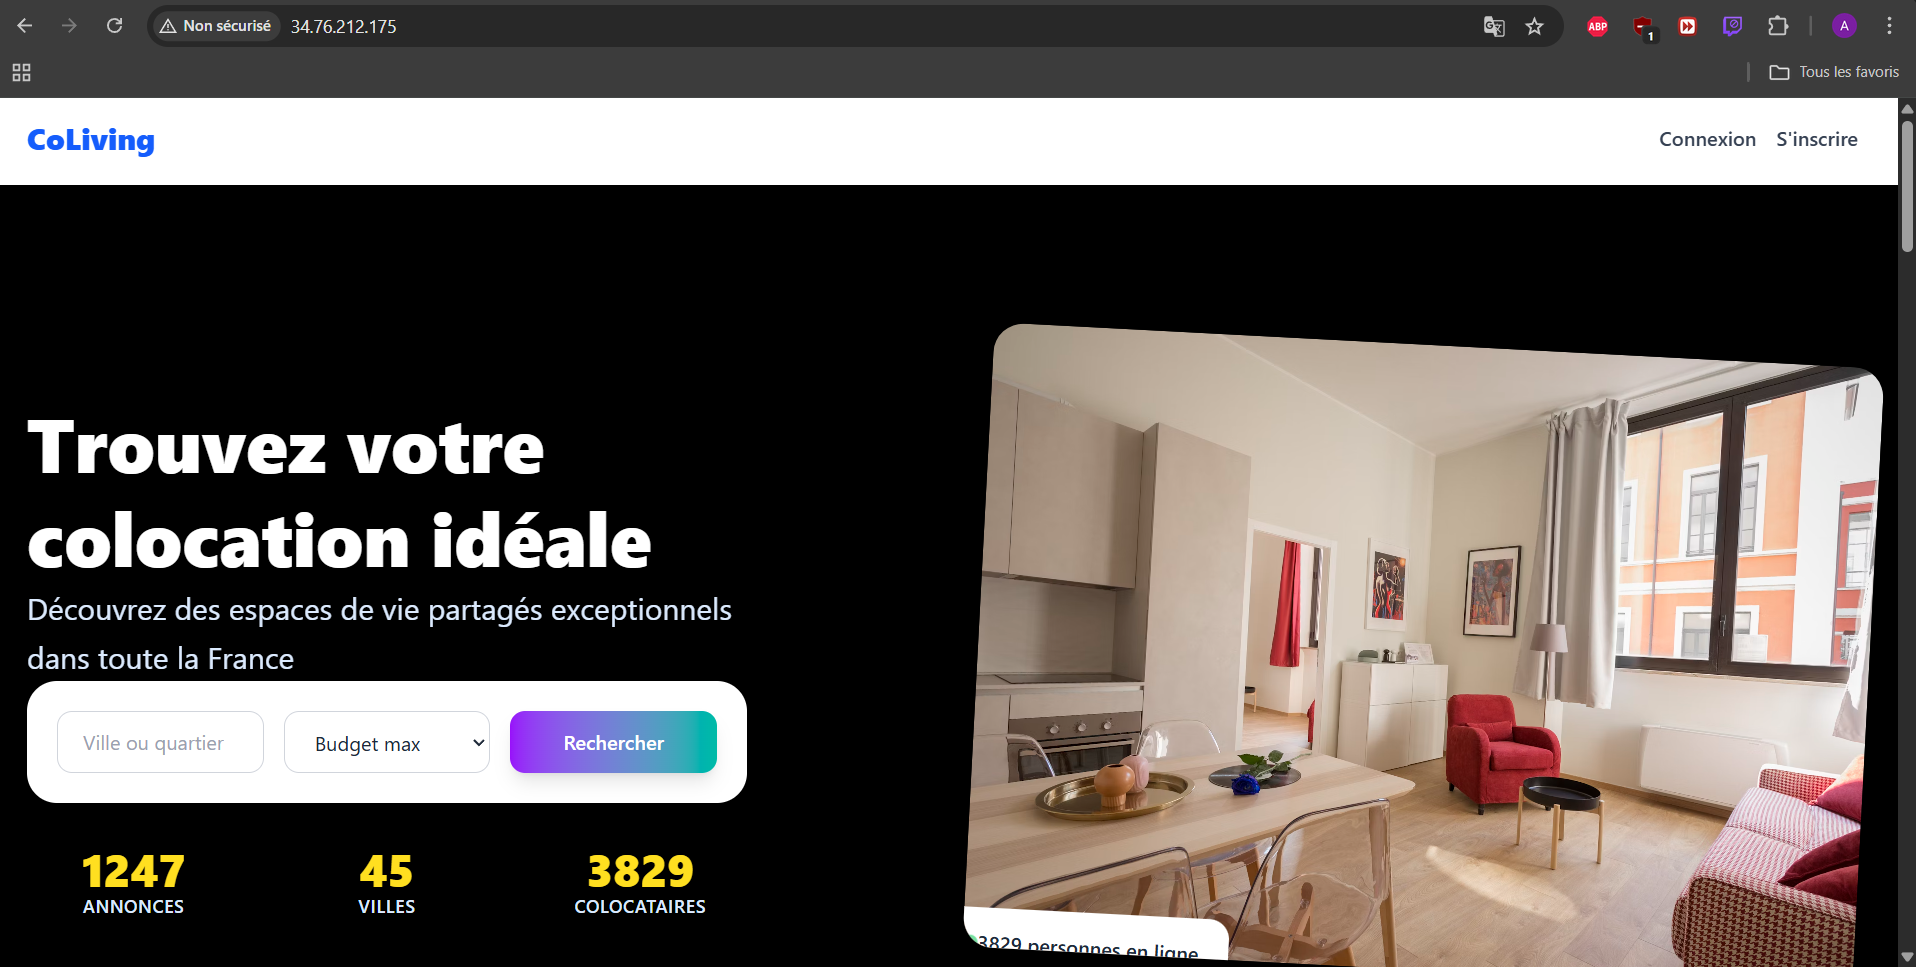 Non sécurisé
34.76.212.175
ABP
1
A
Tous les favoris
CoLiving
Connexion
S'inscrire
Trouvez votre
colocation idéale
Découvrez des espaces de vie partagés exceptionnels
dans toute la France
Ville ou quartier
Budget max
Rechercher
1247
ANNONCES
45
VILLES
3829
COLOCATAIRES
3829 personnes en ligne